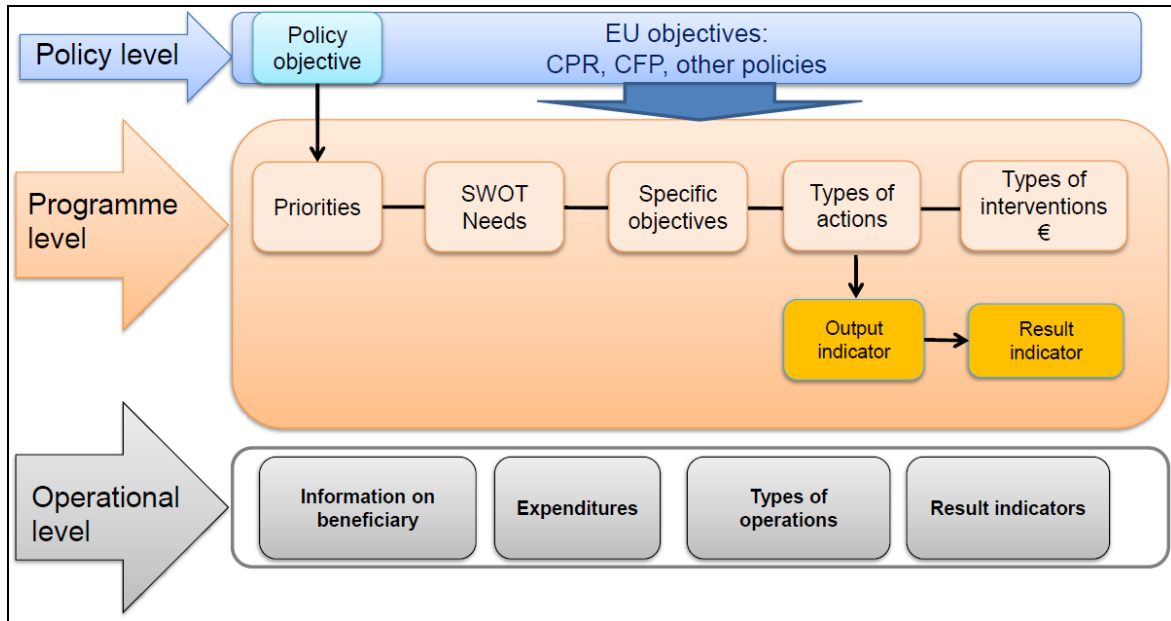 Policy level
Policy
objective
EU objectives:
CPR, CFP, other policies
Programme
level
Priorities
SWOT
Needs
Specific
objectives
Types of
actions
Types of
interventions
€
Output
indicator
Result
indicator
Operational
level
Information on
beneficiary
Expenditures
Types of
operations
Result indicators